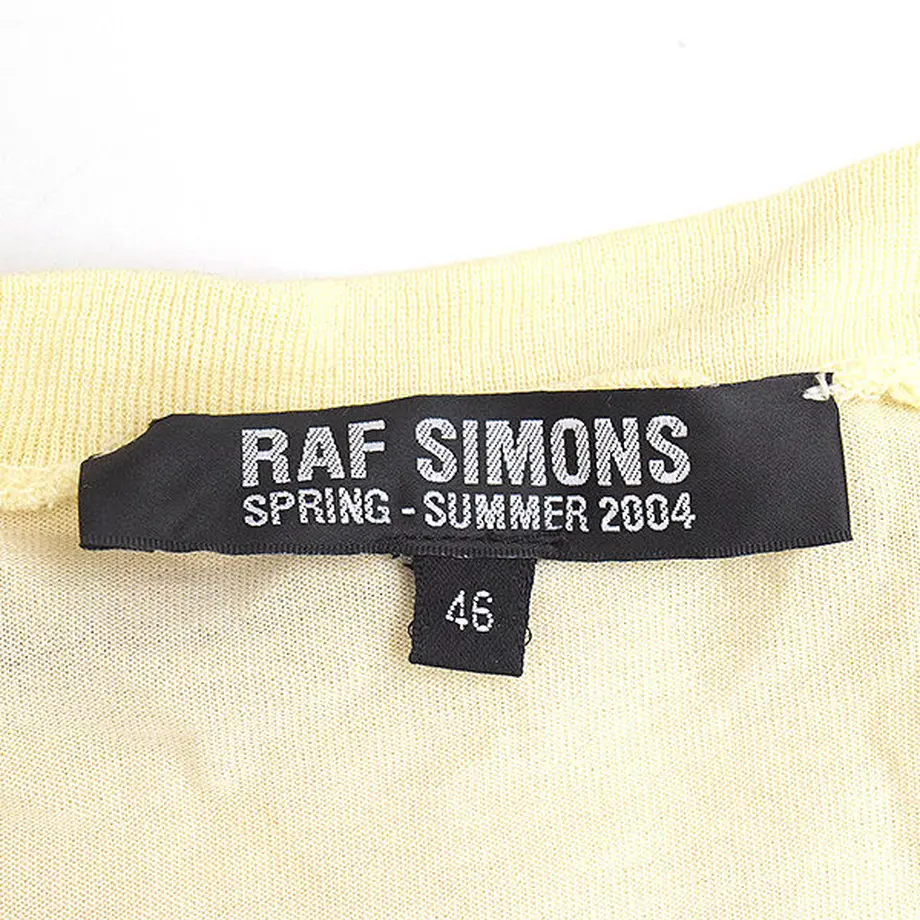 RAF SIMONS
SPRING - SUMMER 2004
46